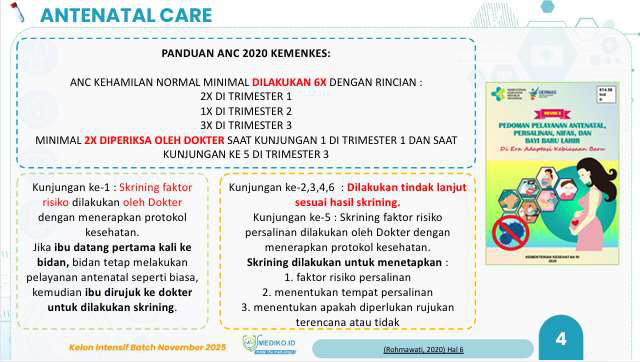 ANTENATAL CARE
PANDUAN ANC 2020 KEMENKES:
ANC KEHAMILAN NORMAL MINIMAL DILAKUKAN 6X DENGAN RINCIAN :
2X DI TRIMESTER 1
1X DI TRIMESTER 2
3X DI TRIMESTER 3
MINIMAL 2X DIPERIKSA OLEH DOKTER SAAT KUNJUNGAN 1 DI TRIMESTER 1 DAN SAAT
KUNJUNGAN KE 5 DI TRIMESTER 3
Kunjungan ke-1 : Skrining faktor
risiko dilakukan oleh Dokter
dengan menerapkan protokol
kesehatan.
Jika ibu datang pertama kali ke
bidan, bidan tetap melakukan
pelayanan antenatal seperti biasa,
kemudian ibu dirujuk ke dokter
untuk dilakukan skrining.
Kunjungan ke-2,3,4,6 : Dilakukan tindak lanjut
sesuai hasil skrining.
Kunjungan ke-5 : Skrining faktor risiko
persalinan dilakukan oleh Dokter dengan
menerapkan protokol kesehatan.
Skrining dilakukan untuk menetapkan :
1. faktor risiko persalinan
2. menentukan tempat persalinan
3. menentukan apakah diperlukan rujukan
terencana atau tidak
GERMAS
PEDOMAN PELAYANAN ANTENATAL,
PERSALINAN, NIFAS, DAN
BAYI BARU LAHIR
Di Era Adaptasi Kebiasaan Baru
KEMENTERIAN KESEHATAN RI
2020
Kelon Intensif Batch November 2025
MEDIKO.ID
(Rohmawati, 2020) Hal 6
4